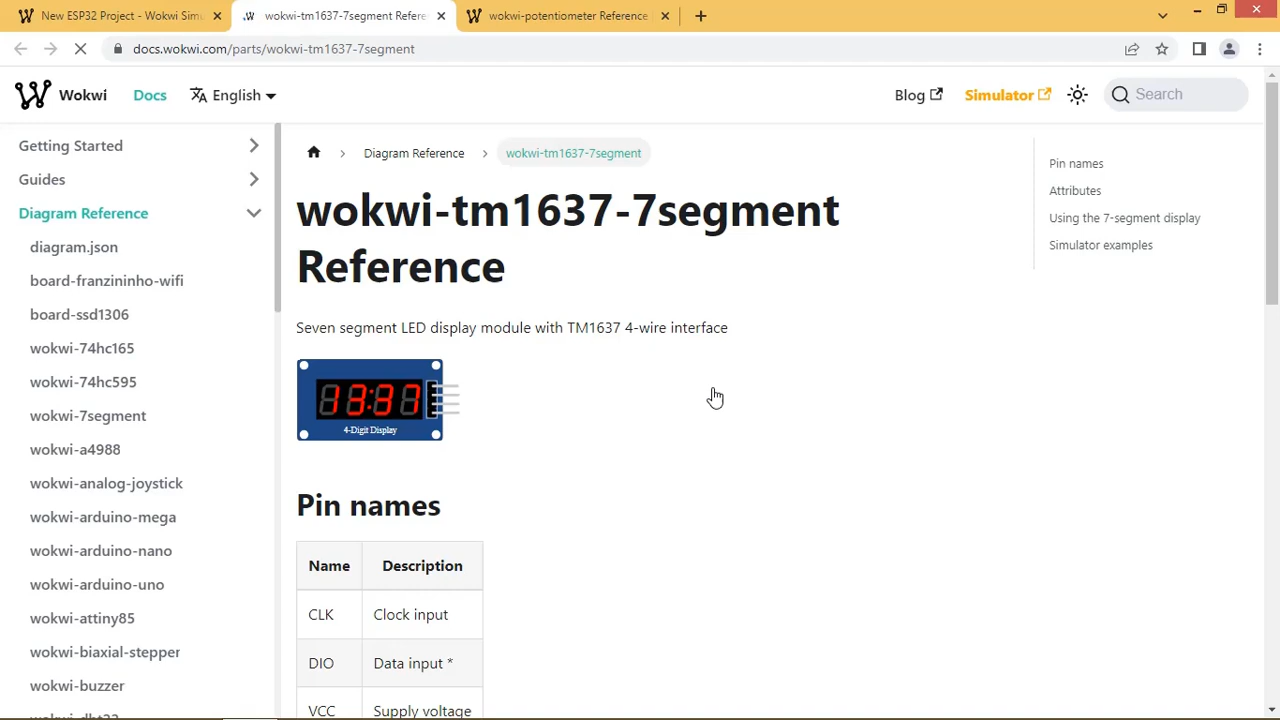 New ESP32 Project - Wokwi Simu
wokwi-tm1637-7segment Refere
wokwi-potentiometer Reference
docs.wokwi.com/parts/wokwi-tm1637-7segment
Wokwi
Docs
English
Blog
Simulator
Search
Getting Started
Guides
Diagram Reference
diagram.json
board-franzininho-wifi
board-ssd1306
wokwi-74hc165
wokwi-74hc595
wokwi-7segment
wokwi-a4988
wokwi-analog-joystick
wokwi-arduino-mega
wokwi-arduino-nano
wokwi-arduino-uno
wokwi-attiny85
wokwi-biaxial-stepper
wokwi-buzzer
wokwi-dht22
Diagram Reference
wokwi-tm1637-7segment
wokwi-tm1637-7segment
Reference
Seven segment LED display module with TM1637 4-wire interface
13:37
4-Digit Display
Pin names
Name Description
CLK Clock input
DIO Data input *
VCC Supply voltage
Pin names
Attributes
Using the 7-segment display
Simulator examples